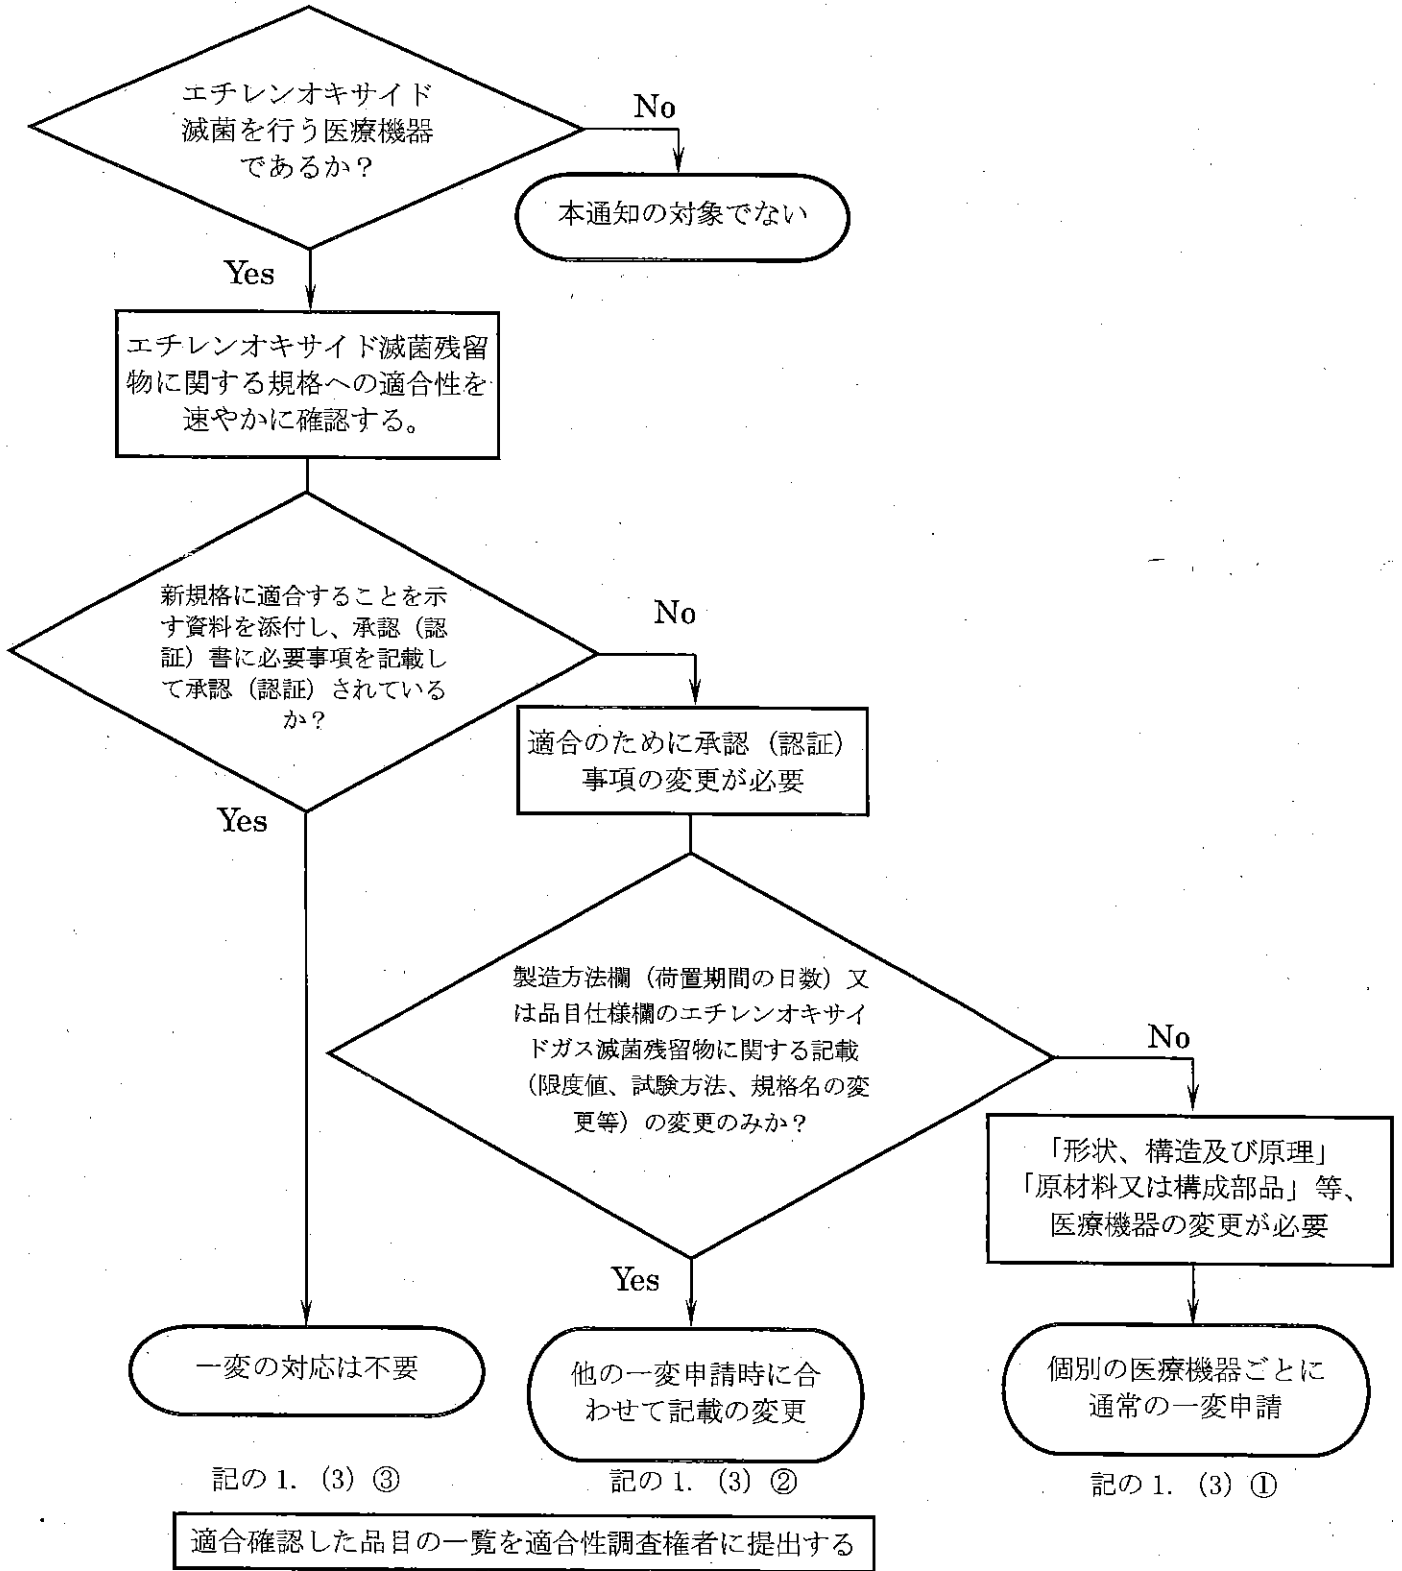 エチレンオキサイド
滅菌を行う医療機器
であるか？
No
本通知の対象でない
Yes
エチレンオキサイド滅菌残留
物に関する規格への適合性を
速やかに確認する。
新規格に適合することを示
す資料を添付し、承認（認
証）書に必要事項を記載し
て承認（認証）されている
か？
No
適合のために承認（認証）
事項の変更が必要
Yes
製造方法欄（荷置期間の日数）又
は品目仕様欄のエチレンオキサイ
ドガス滅菌残留物に関する記載
（限度値、試験方法、規格名の変
更等）の変更のみか？
No
「形状、構造及び原理」
「原材料又は構成部品」等、
医療機器の変更が必要
Yes
一変の対応は不要
他の一変申請時に合
わせて記載の変更
個別の医療機器ごとに
通常の一変申請
記の 1.（3）③
記の 1.（3）②
記の 1.（3）①
適合確認した品目の一覧を適合性調査権者に提出する